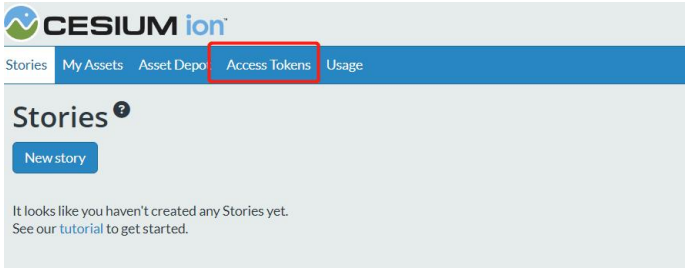 CESIUM ion
Stories My Assets Asset Depot Access Tokens Usage
Stories ?
New story
It looks like you haven't created any Stories yet.
See our tutorial to get started.